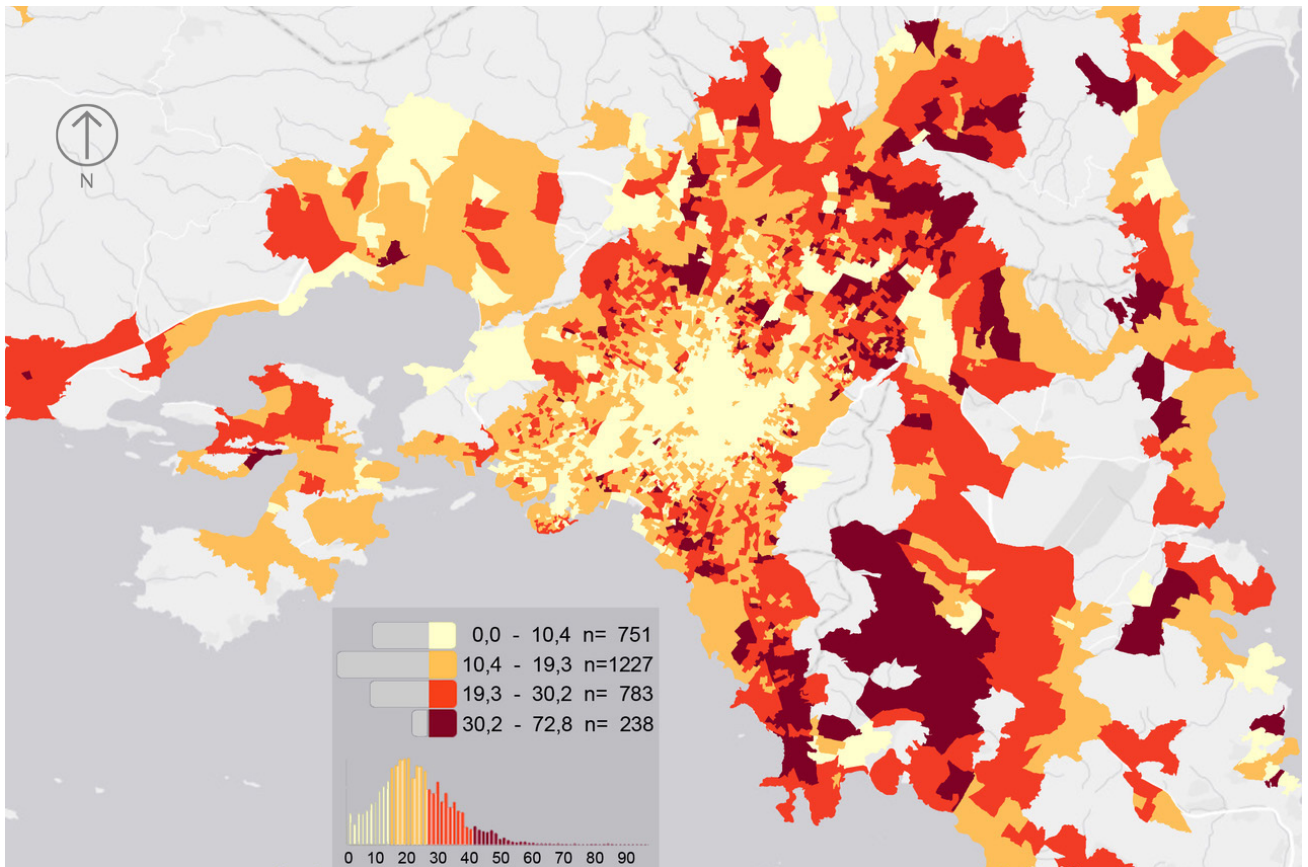 N
0,0 - 10,4 n= 751
10,4 - 19,3 n=1227
19,3 - 30,2 n= 783
30,2 - 72,8 n= 238
0 10 20 30 40 50 60 70 80 90